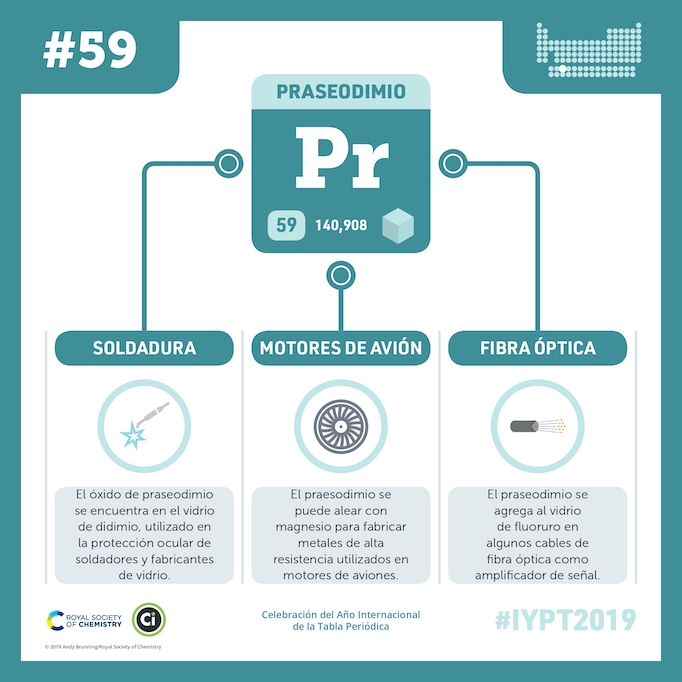 #59
PRASEODIMIO
Pr
59 140,908
SOLDADURA
El óxido de praseodimio
se encuentra en el vidrio
de didimio, utilizado en
la protección ocular de
soldadores y fabricantes
de vidrio.
MOTORES DE AVIÓN
El praesodimio se
puede alear con
magnesio para fabricar
metales de alta
resistencia utilizados en
motores de aviones.
FIBRA ÓPTICA
El praseodimio se
agrega al vidrio
de fluoruro en
algunos cables de
fibra óptica como
amplificador de señal.
ROYAL SOCIETY
OF CHEMISTRY
Ci
© 2019 Andy Brunning/Royal Society of Chemistry
Celebración del Año Internacional
de la Tabla Periódica
#IYPT2019